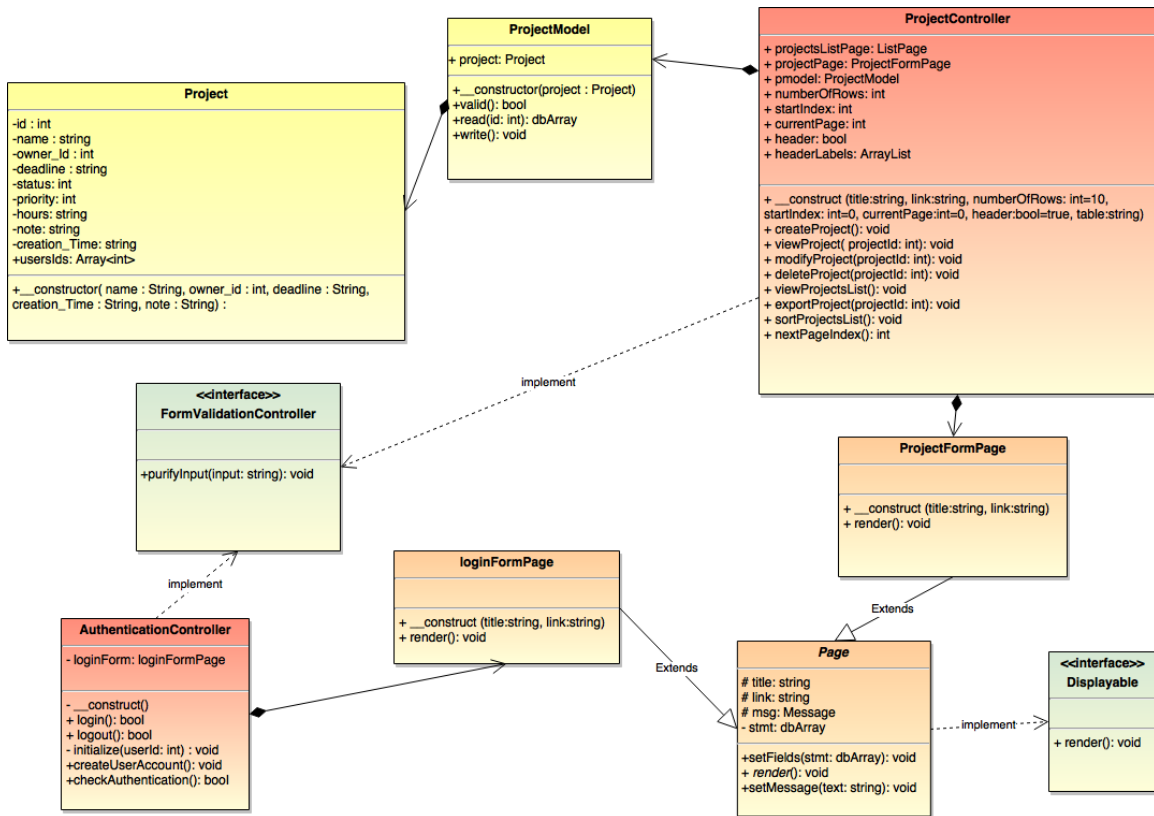 ProjectModel
+ project: Project
+__constructor(project : Project)
+valid(): bool
+read(id: int): dbArray
+write(): void
ProjectController
+ projectsListPage: ListPage
+ projectPage: ProjectFormPage
+ pmodel: ProjectModel
+ numberOfRows: int
+ startIndex: int
+ currentPage: int
+ header: bool
+ headerLabels: ArrayList
+ __construct (title:string, link:string, numberOfRows: int=10,
startIndex: int=0, currentPage:int=0, header:bool=true, table:string)
+ createProject(): void
+ viewProject( projectId: int): void
+ modifyProject(projectId: int): void
+ deleteProject(projectId: int): void
+ viewProjectsList(): void
+ exportProject(projectId: int): void
+ sortProjectsList(): void
+ nextPageIndex(): int
Project
-id : int
-name : string
-owner_Id : int
-deadline : string
-status: int
-priority: int
-hours: string
-note: string
-creation_Time: string
+usersIds: Array<int>
+__constructor( name : String, owner_id : int, deadline : String,
creation_Time : String, note : String) :
implement
<<interface>>
FormValidationController
+purifyInput(input: string): void
ProjectFormPage
+ __construct (title:string, link:string)
+ render(): void
implement
loginFormPage
+ __construct (title:string, link:string)
+ render(): void
Extends
AuthenticationController
- loginForm: loginFormPage
- __construct()
+ login(): bool
+ logout(): bool
- initialize(userId: int) : void
+createUserAccount(): void
+checkAuthentication(): bool
Extends
Page
# title: string
# link: string
# msg: Message
- stmt: dbArray
+setFields(stmt: dbArray): void
+ render(): void
+setMessage(text: string): void
implement
<<interface>>
Displayable
+ render(): void